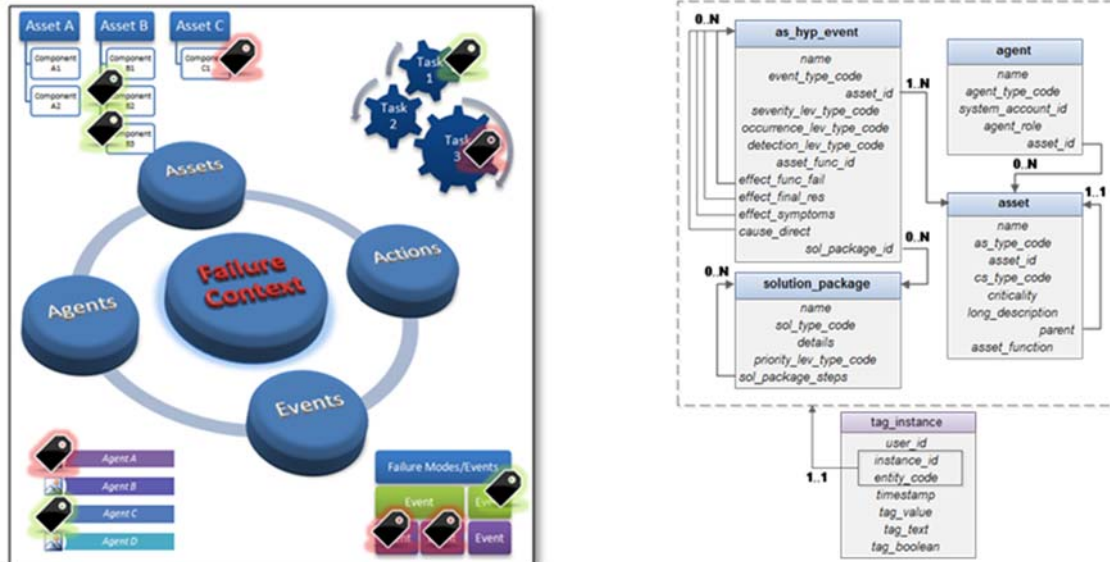 Asset A
Asset B
Asset C
Component A1
Component B1
Component C1
Component A2
Component B2
Component B3
Task 1
Task 2
Task 3
Assets
Failure Context
Actions
Agents
Events
Agent A
Agent B
Agent C
Agent D
Failure Modes/Events
Event
Event
0..N
as_hyp_event
name
event_type_code
asset_id
severity_lev_type_code
occurrence_lev_type_code
detection_lev_type_code
asset_func_id
effect_func_fail
effect_final_res
effect_symptoms
cause_direct
sol_package_id
1..N
agent
name
agent_type_code
system_account_id
agent_role
asset_id
0..N
1..1
asset
name
as_type_code
asset_id
cs_type_code
criticality
long_description
parent
asset_function
0..N
0..N
solution_package
name
sol_type_code
details
priority_lev_type_code
sol_package_steps
tag_instance
user_id
instance_id
entity_code
1..1
timestamp
tag_value
tag_text
tag_boolean